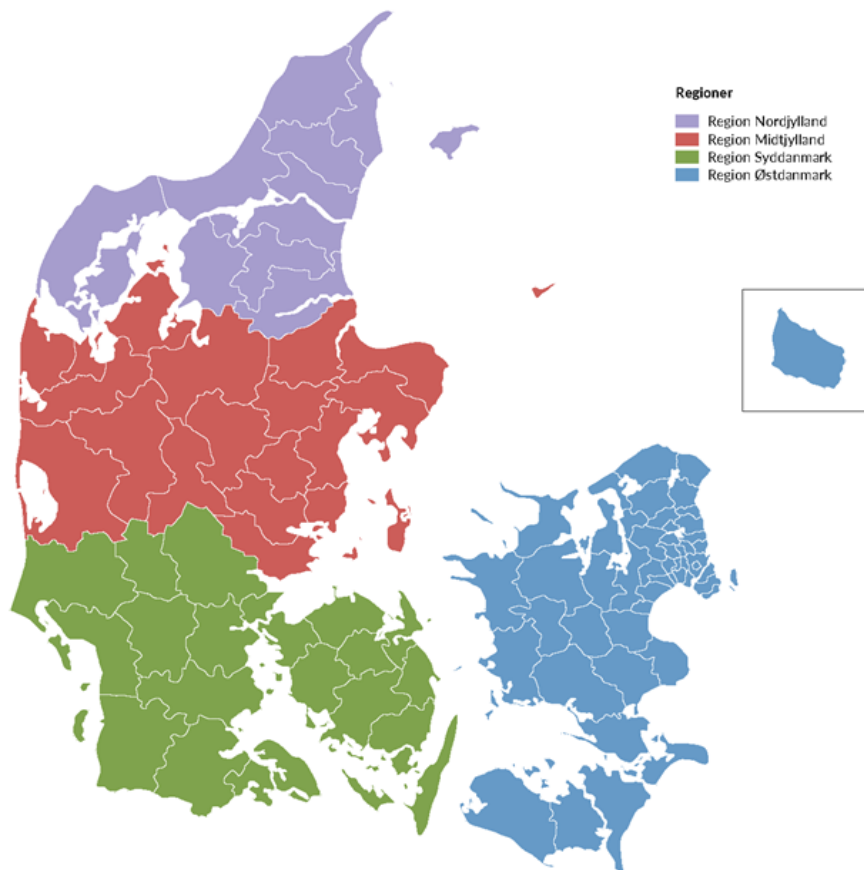 Regioner
Region Nordjylland
Region Midtjylland
Region Syddanmark
Region Østdanmark